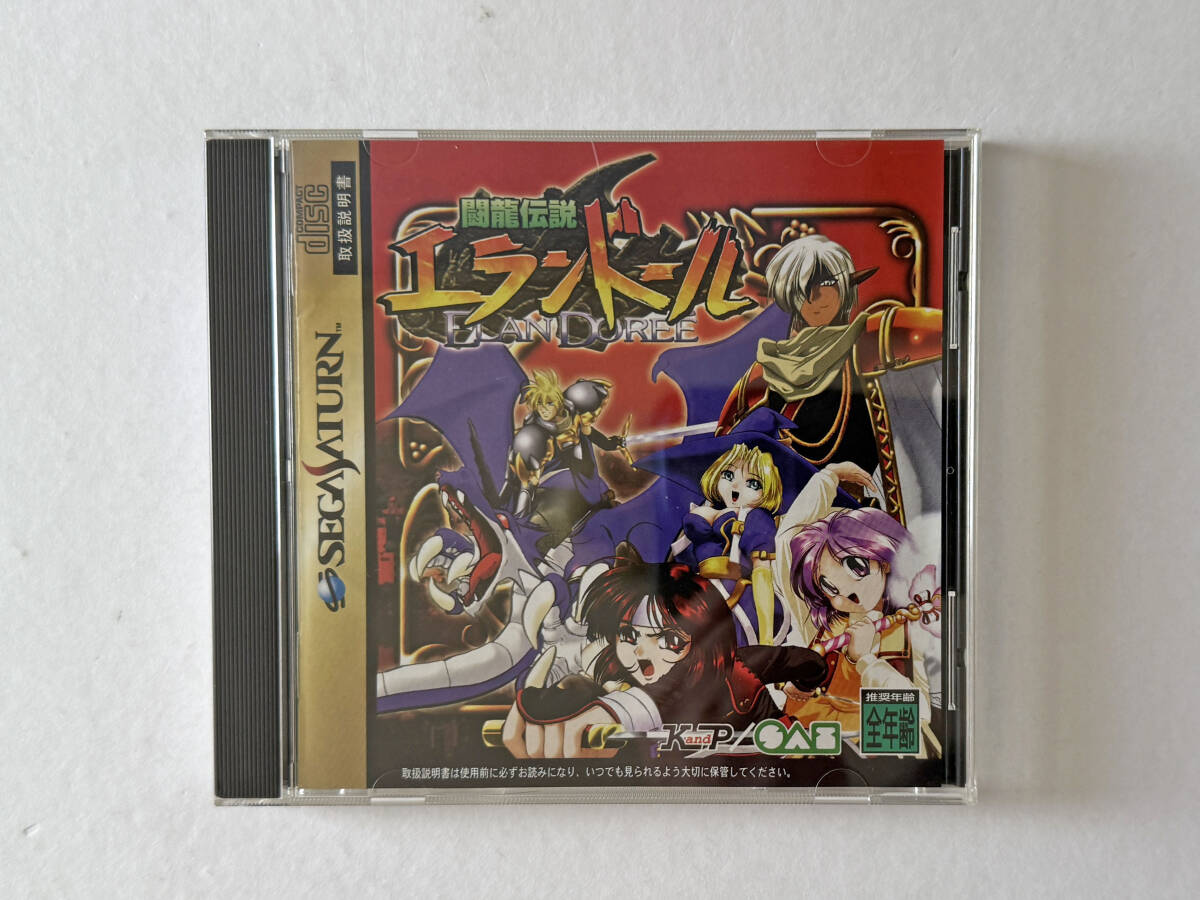 COMPACT
disc
取扱説明書
SEGA SATURN™
闘龍伝説
エランドール
ELAN DOREE
KandP/SAI
推奨年齢
全年齢
取扱説明書は使用前に必ずお読みになり、いつでも見られるよう大切に保管してください。